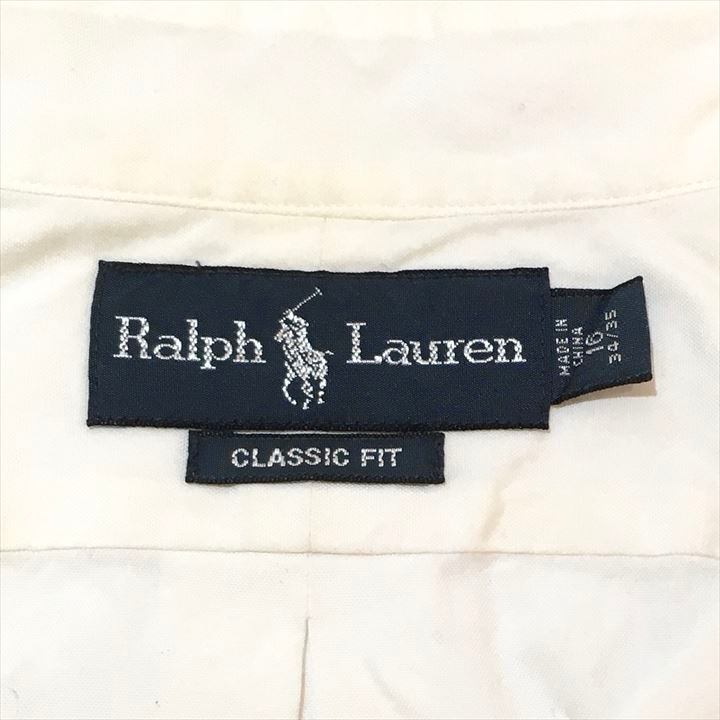 Ralph Lauren
CLASSIC FIT
MADE IN
CHINA
16
34/35